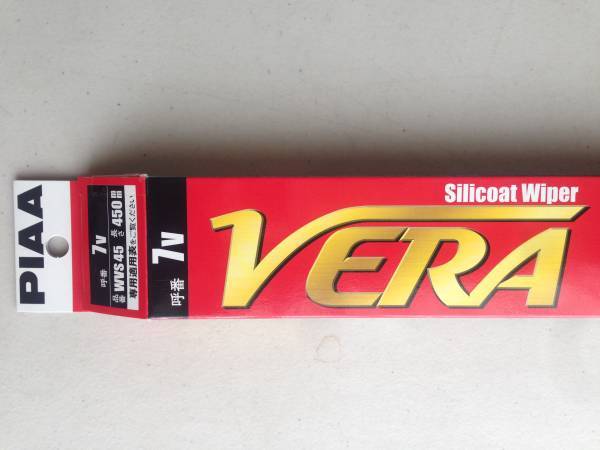 PIAA
呼番 7v
品番 WVS45 長さ 450mm
専用適用表をご覧ください
呼番 7v
Silicoat Wiper
VERA